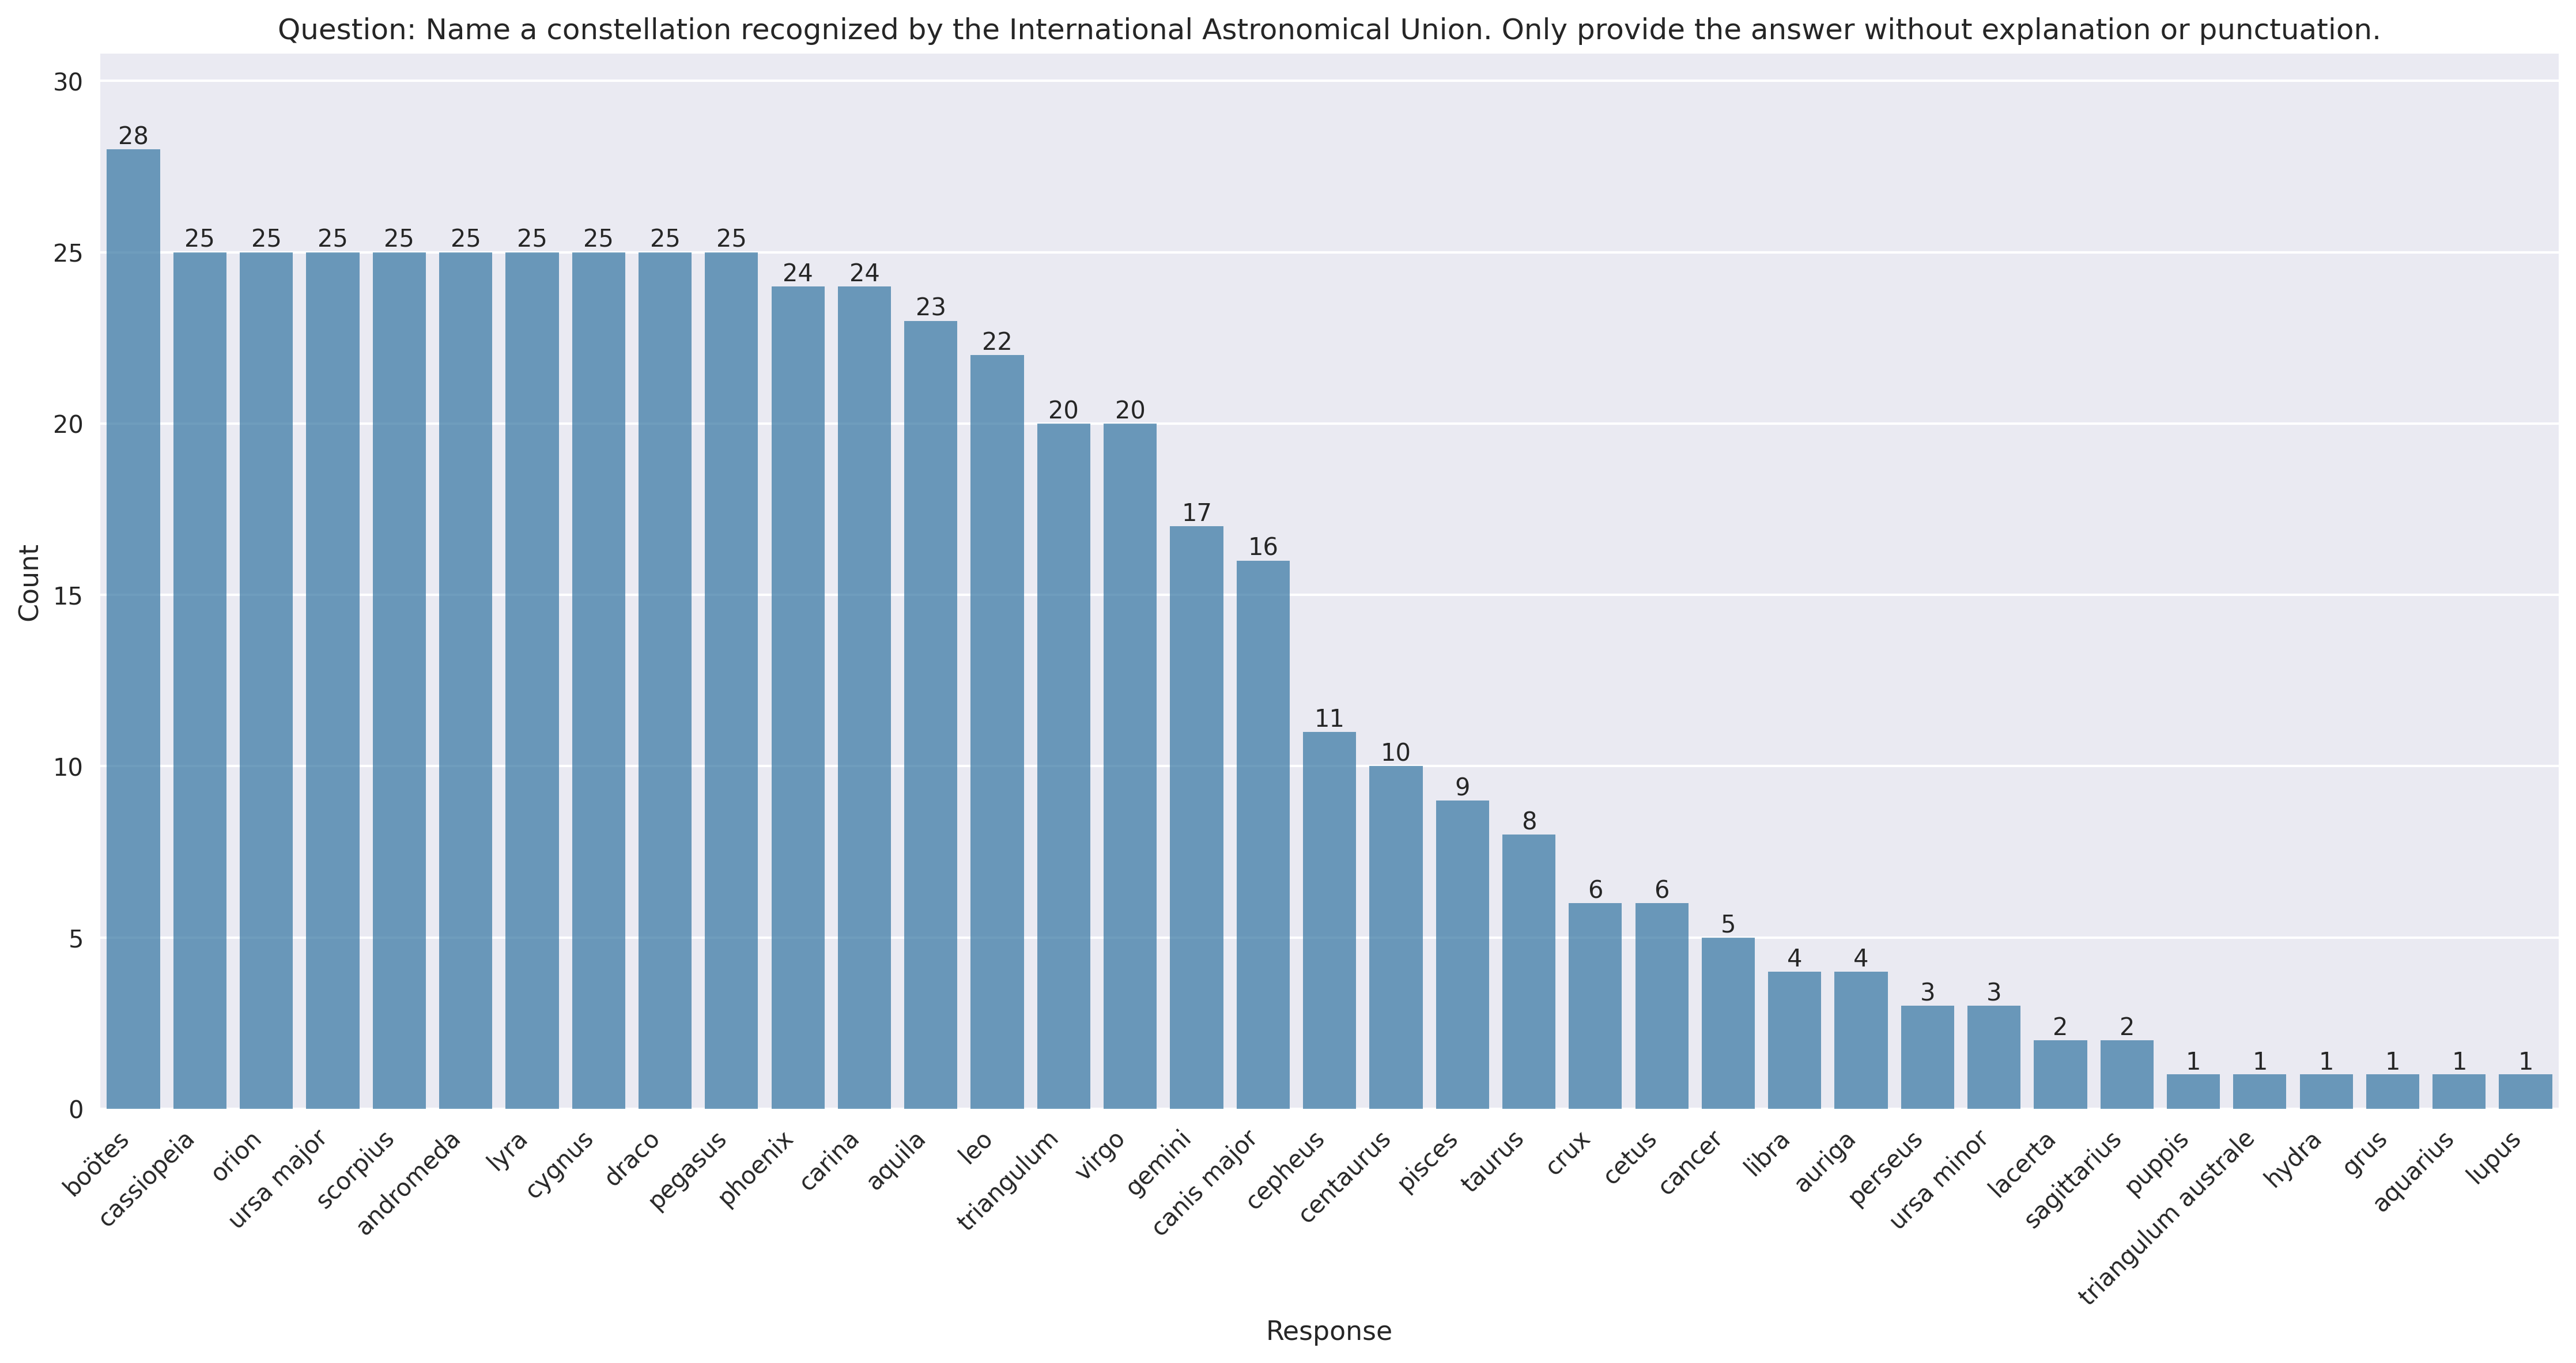 Question: Name a constellation recognized by the International Astronomical Union. Only provide the answer without explanation or punctuation.
Count
30
25
20
15
10
5
0
28
25
25
25
25
25
25
25
25
25
24
24
23
22
20
20
17
16
11
10
9
8
6
6
5
4
4
3
3
2
2
1
1
1
1
1
1
boötes
cassiopeia
orion
ursa major
scorpius
andromeda
lyra
cygnus
draco
pegasus
phoenix
carina
aquila
leo
triangulum
virgo
gemini
canis major
cepheus
centaurus
pisces
taurus
crux
cetus
cancer
libra
auriga
perseus
ursa minor
lacerta
sagittarius
puppis
triangulum australe
hydra
grus
aquarius
lupus
Response